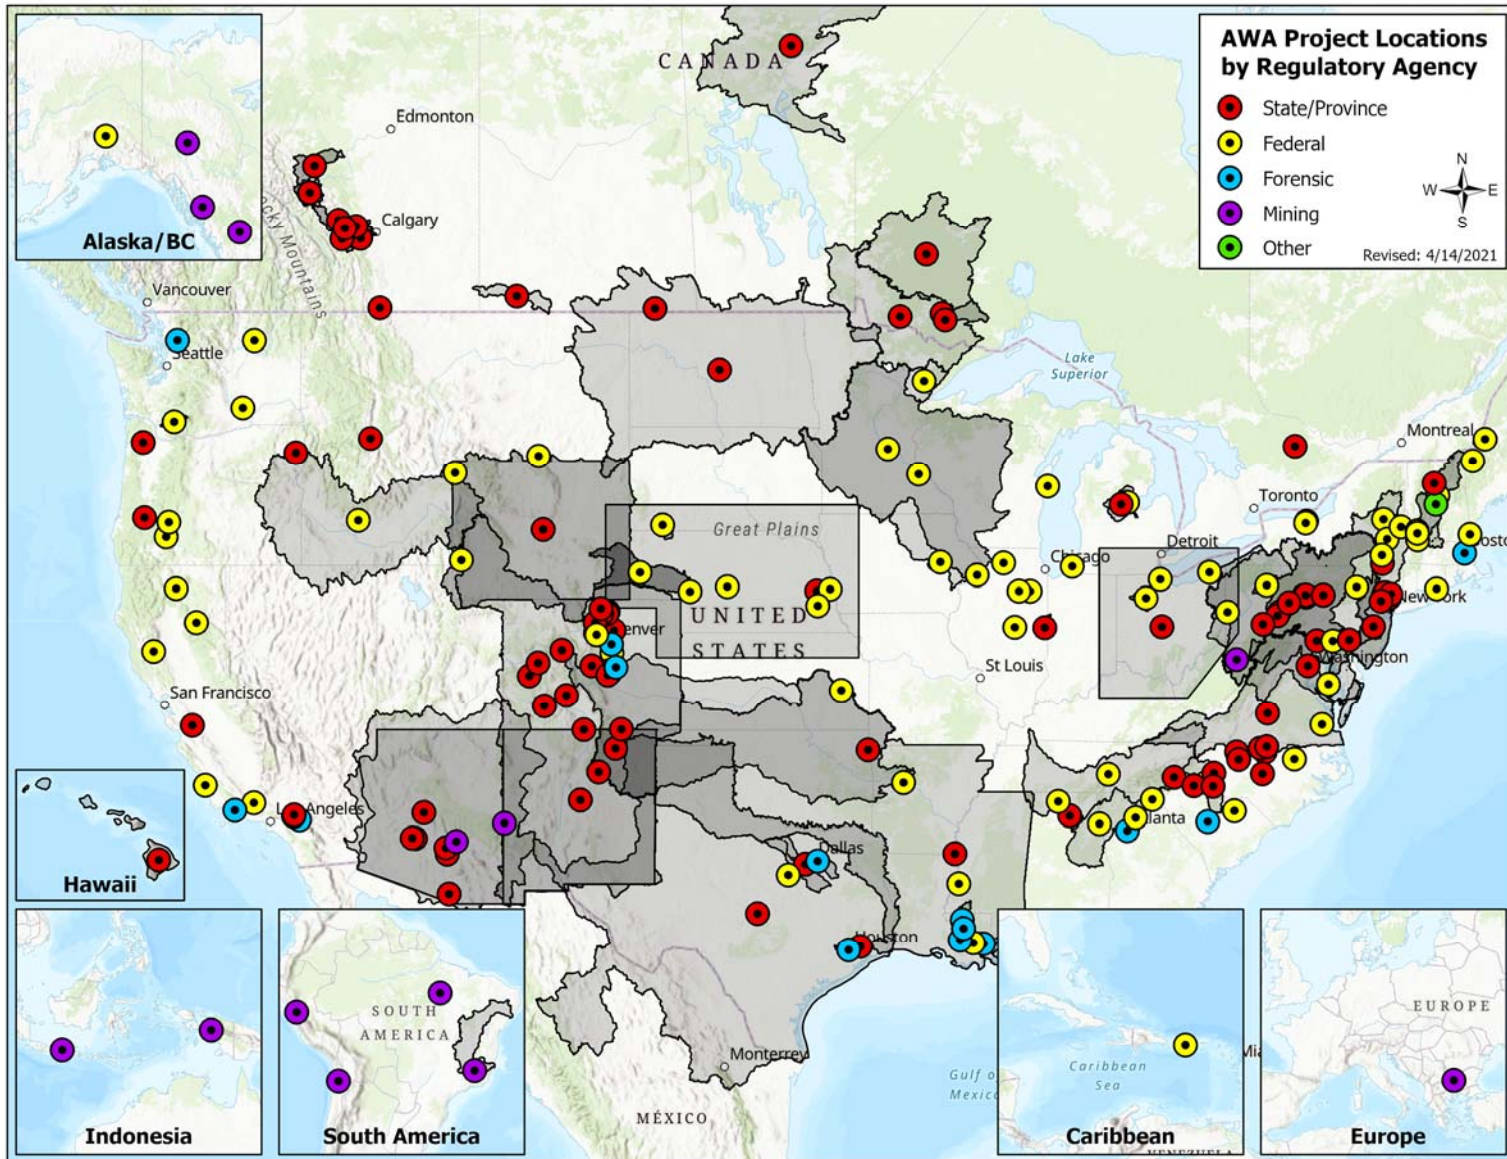 AWA Project Locations
by Regulatory Agency
State/Province
Federal
Forensic
Mining
Other
Revised: 4/14/2021
N
W
E
S
CANADA
Edmonton
Calgary
Alaska/BC
Rocky Mountains
Vancouver
Seattle
Lake
Superior
Montreal
Toronto
Great Plains
Detroit
Chicago
UNITED
STATES
New York
Denver
St Louis
Washington
San Francisco
Los Angeles
Hawaii
Dallas
Houston
Monterrey
MÉXICO
Gulf o
Mexic
Indonesia
SOUTH
AMERICA
South America
Caribbean
Sea
Caribbean
EUROPE
Europe